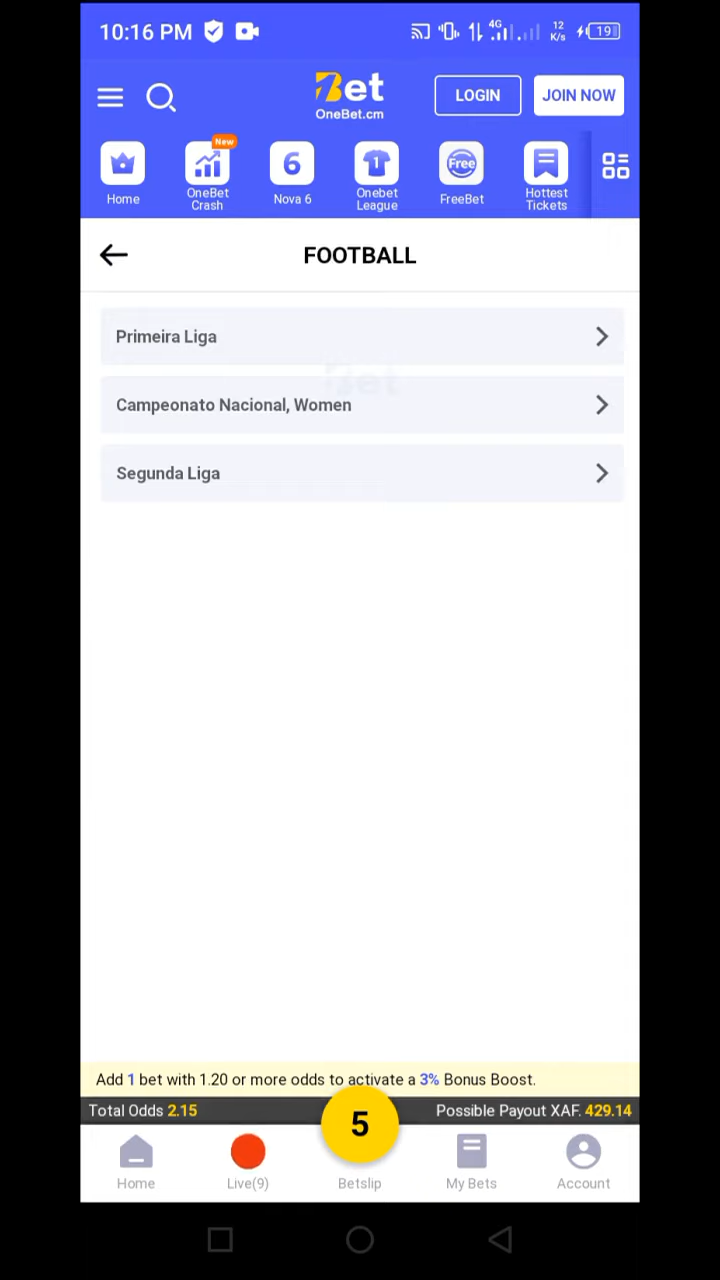 10:16 PM 4G 12 K/s 19
Bet
OneBet.cm
LOGIN
JOIN NOW
New
6
1
Free
Home
OneBet Crash
Nova 6
Onebet League
FreeBet
Hottest Tickets
FOOTBALL
Primeira Liga
Bet
Campeonato Nacional, Women
Segunda Liga
Add 1 bet with 1.20 or more odds to activate a 3% Bonus Boost.
Total Odds 2.15
Possible Payout XAF. 429.14
5
Home
Live(9)
Betslip
My Bets
Account